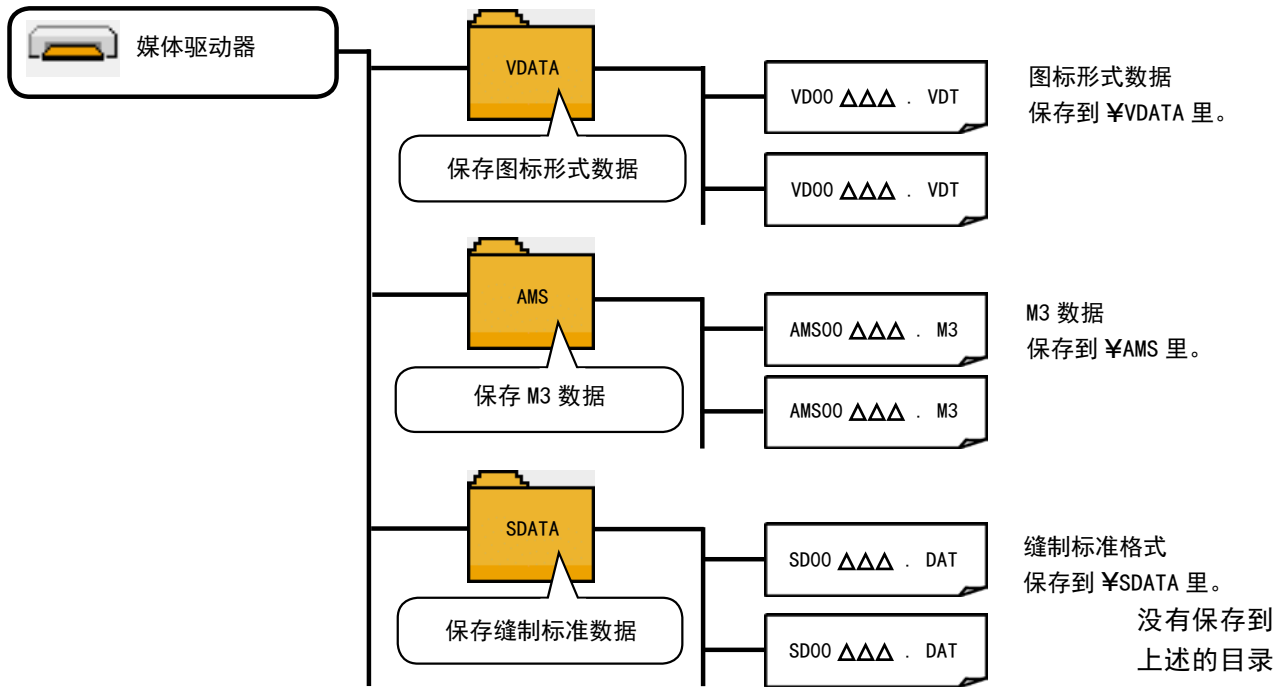 媒体驱动器
VDATA
保存图标形式数据
VD00 △△△ . VDT
VD00 △△△ . VDT
图标形式数据
保存到 ¥VDATA 里。
AMS
保存 M3 数据
AMS00 △△△ . M3
AMS00 △△△ . M3
M3 数据
保存到 ¥AMS 里。
SDATA
保存缝制标准数据
SD00 △△△ . DAT
SD00 △△△ . DAT
缝制标准格式
保存到 ¥SDATA 里。
没有保存到
上述的目录